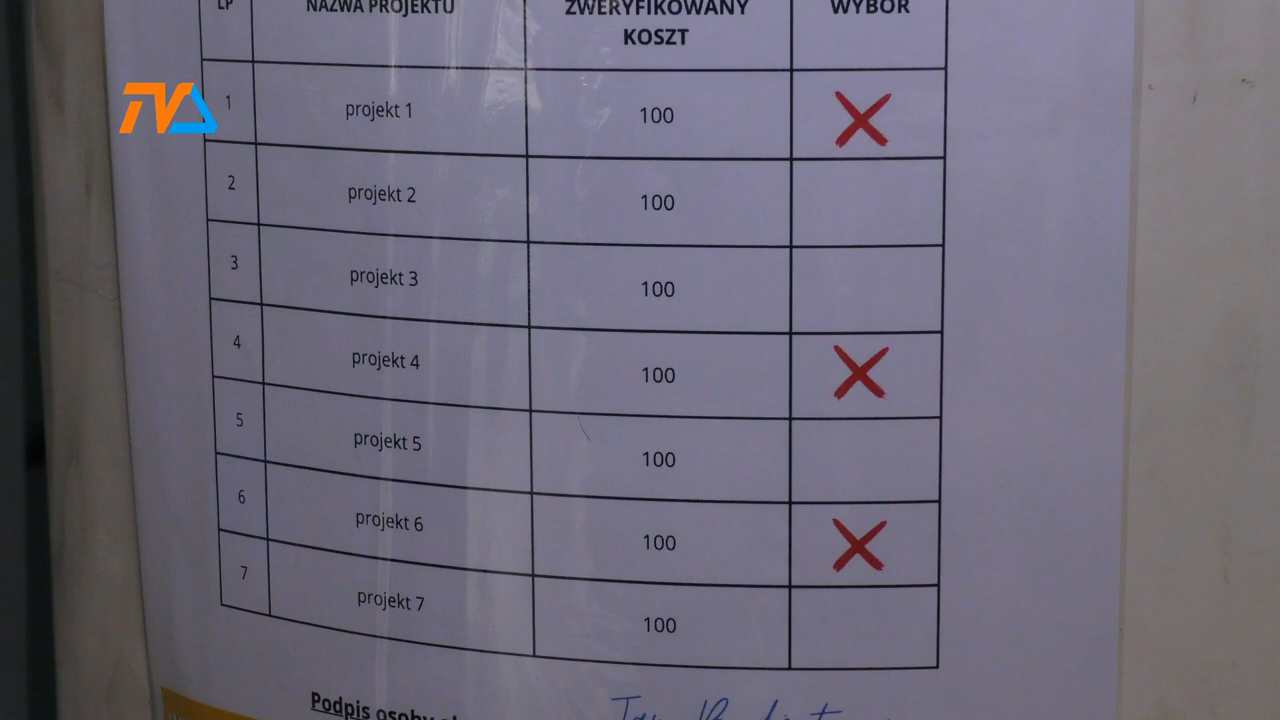 LP NAZWA PROJEKTU ZWERYFIKOWANY KOSZT WYBÓR
TVA
1 projekt 1 100 X
2 projekt 2 100
3 projekt 3 100
4 projekt 4 100 X
5 projekt 5 100
6 projekt 6 100 X
7 projekt 7 100
Podpis osoby